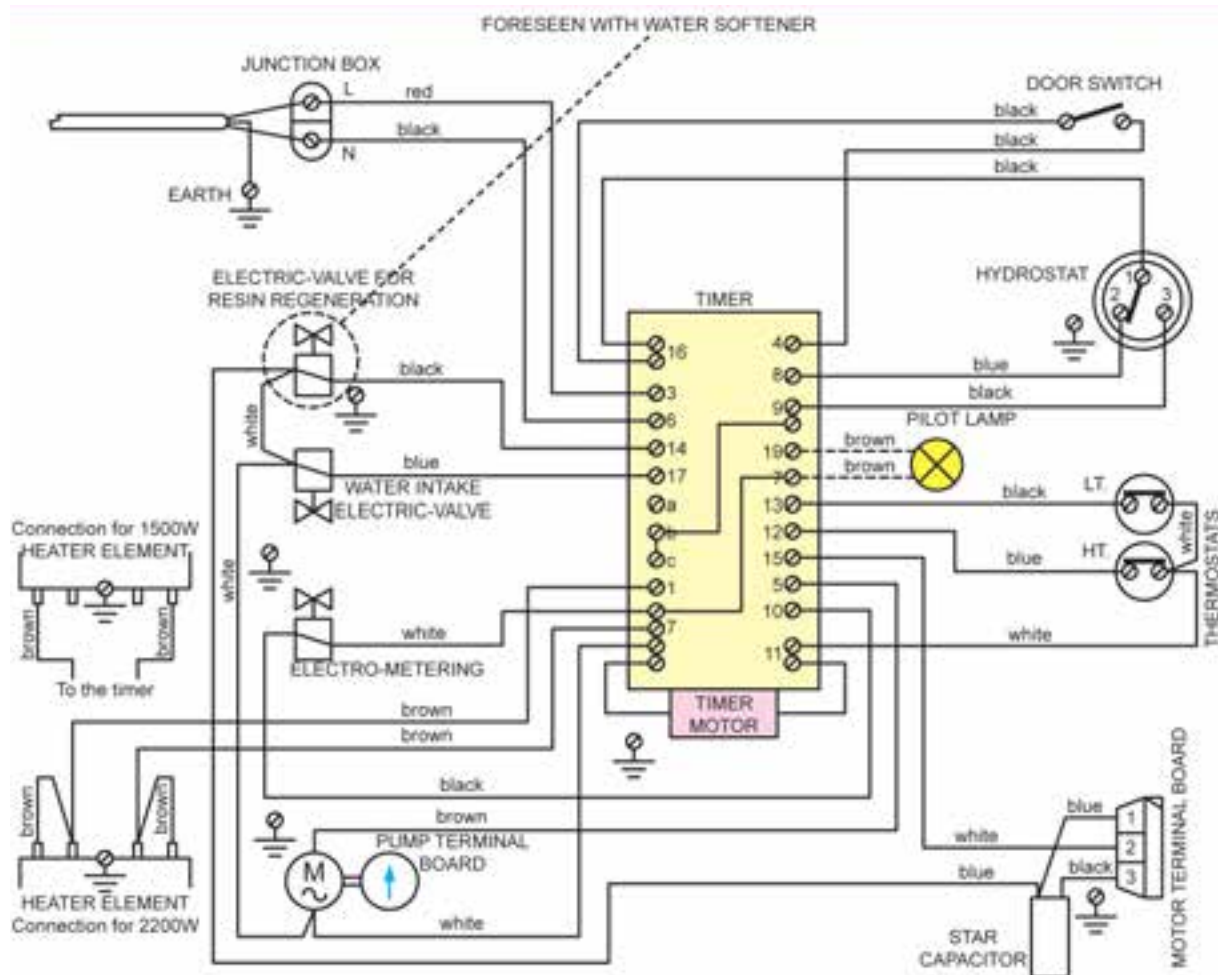 FORESEEN WITH WATER SOFTENER
JUNCTION BOX
L
red
black
N
EARTH
DOOR SWITCH
black
black
black
HYDROSTAT
1
2
3
ELECTRIC-VALVE FOR
RESIN REGENERATION
TIMER
16
4
8
blue
3
black
9
black
6
PILOT LAMP
white
14
19
brown
blue
17
7
brown
WATER INTAKE
ELECTRIC-VALVE
a
13
black
LT.
b
12
c
15
blue
HT.
white
THERMOSTATS
Connection for 1500W
HEATER ELEMENT
white
1
5
10
brown
brown
white
7
11
white
ELECTRO-METERING
To the timer
TIMER
MOTOR
brown
brown
black
brown
brown
brown
PUMP TERMINAL
BOARD
M
blue
1
white
2
black
3
blue
MOTOR TERMINAL BOARD
HEATER ELEMENT
Connection for 2200W
white
STAR
CAPACITOR